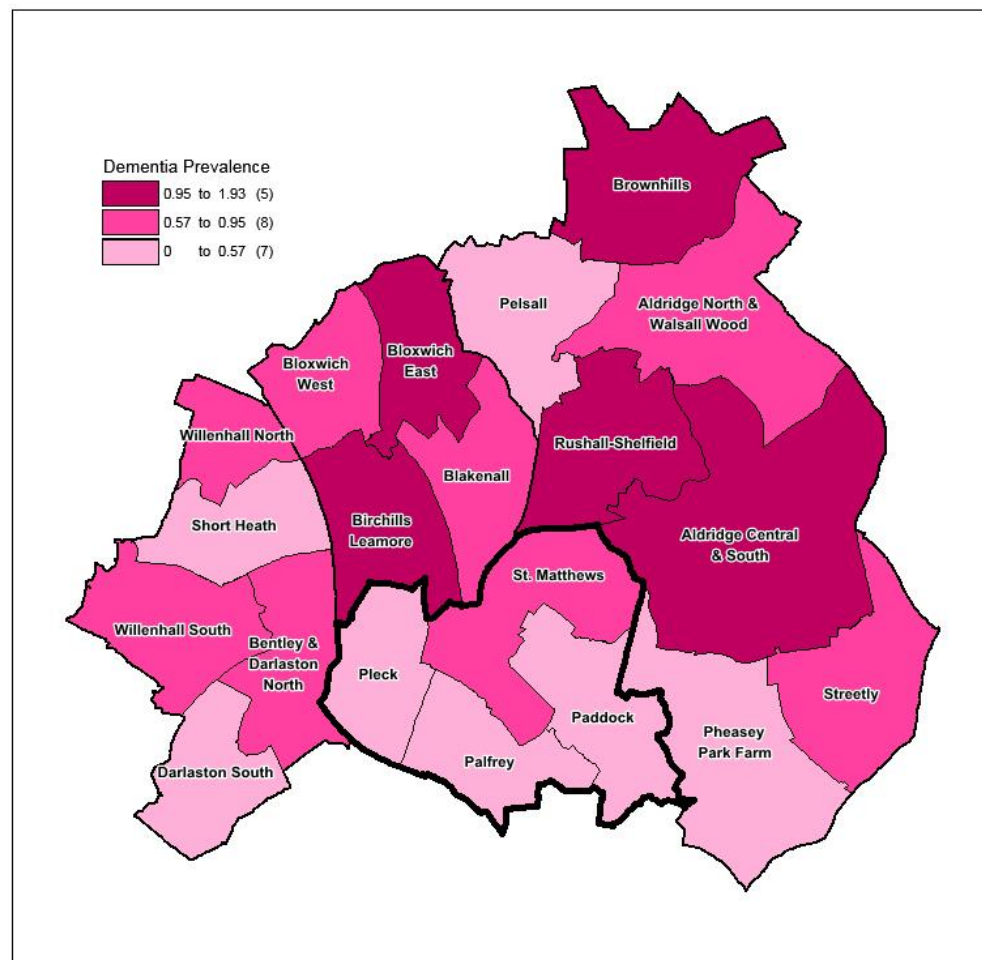 Dementia Prevalence
0.95 to 1.93 (5)
0.57 to 0.95 (8)
0 to 0.57 (7)
Brownhills
Pelsall
Aldridge North &
Walsall Wood
Bloxwich
West
Bloxwich
East
Willenhall North
Rushall-Shelfield
Blakenall
Short Heath
Birchills
Leamore
Aldridge Central
& South
St. Matthews
Willenhall South
Bentley &
Darlaston
North
Pleck
Streetly
Paddock
Pheasey
Park Farm
Palfrey
Darlaston South